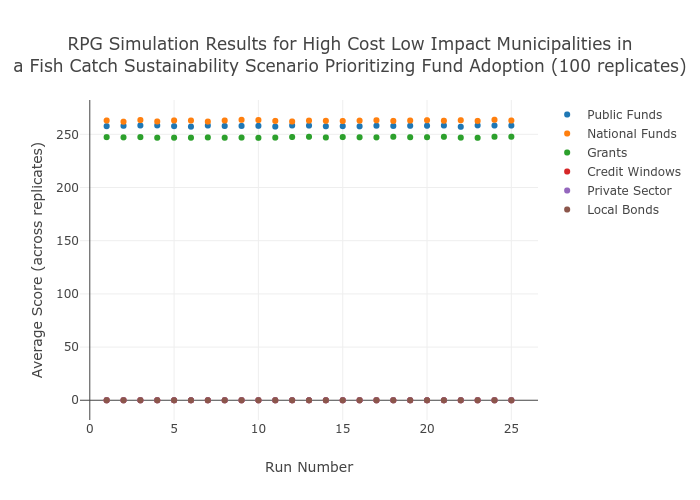 RPG Simulation Results for High Cost Low Impact Municipalities in
a Fish Catch Sustainability Scenario Prioritizing Fund Adoption (100 replicates)
Average Score (across replicates)
250
200
150
100
50
0
0 5 10 15 20 25
Run Number
Public Funds
National Funds
Grants
Credit Windows
Private Sector
Local Bonds